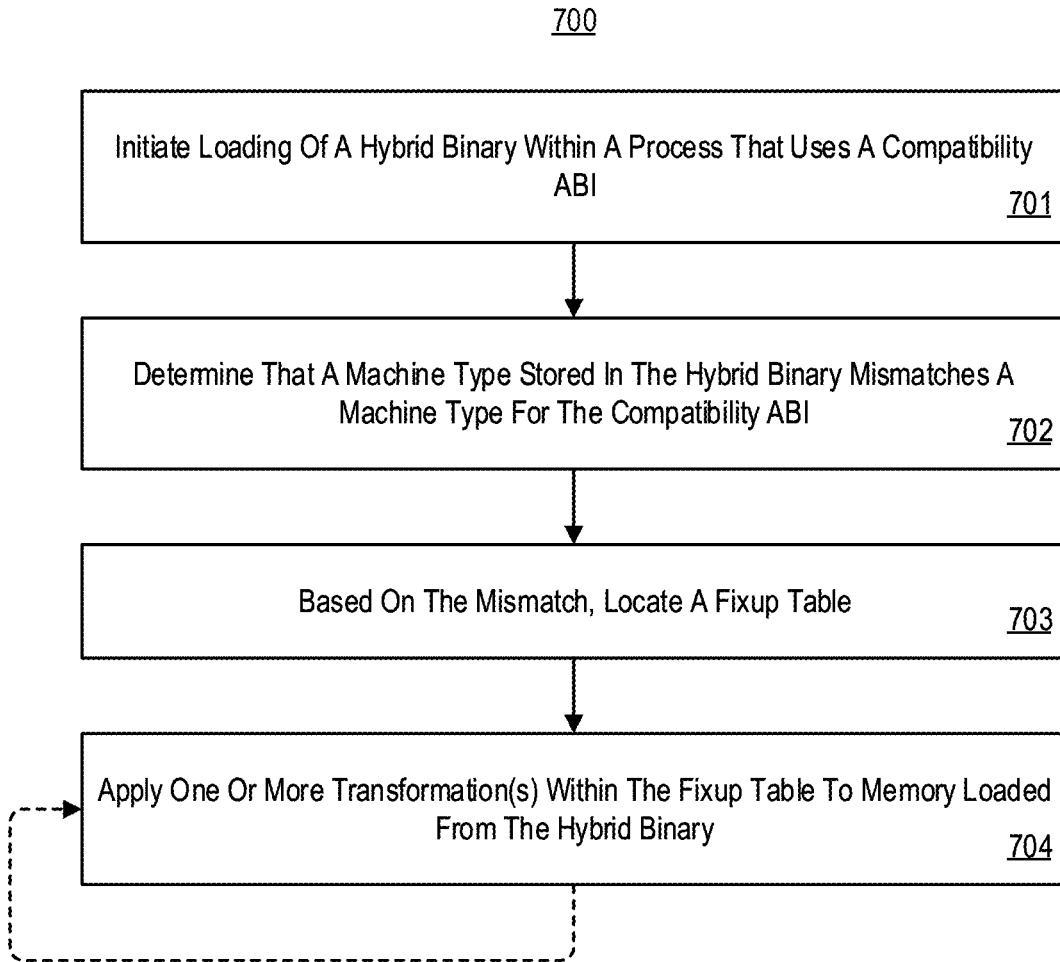 700
Initiate Loading Of A Hybrid Binary Within A Process That Uses A Compatibility
ABI
701
Determine That A Machine Type Stored In The Hybrid Binary Mismatches A
Machine Type For The Compatibility ABI
702
Based On The Mismatch, Locate A Fixup Table
703
Apply One Or More Transformation(s) Within The Fixup Table To Memory Loaded
From The Hybrid Binary
704